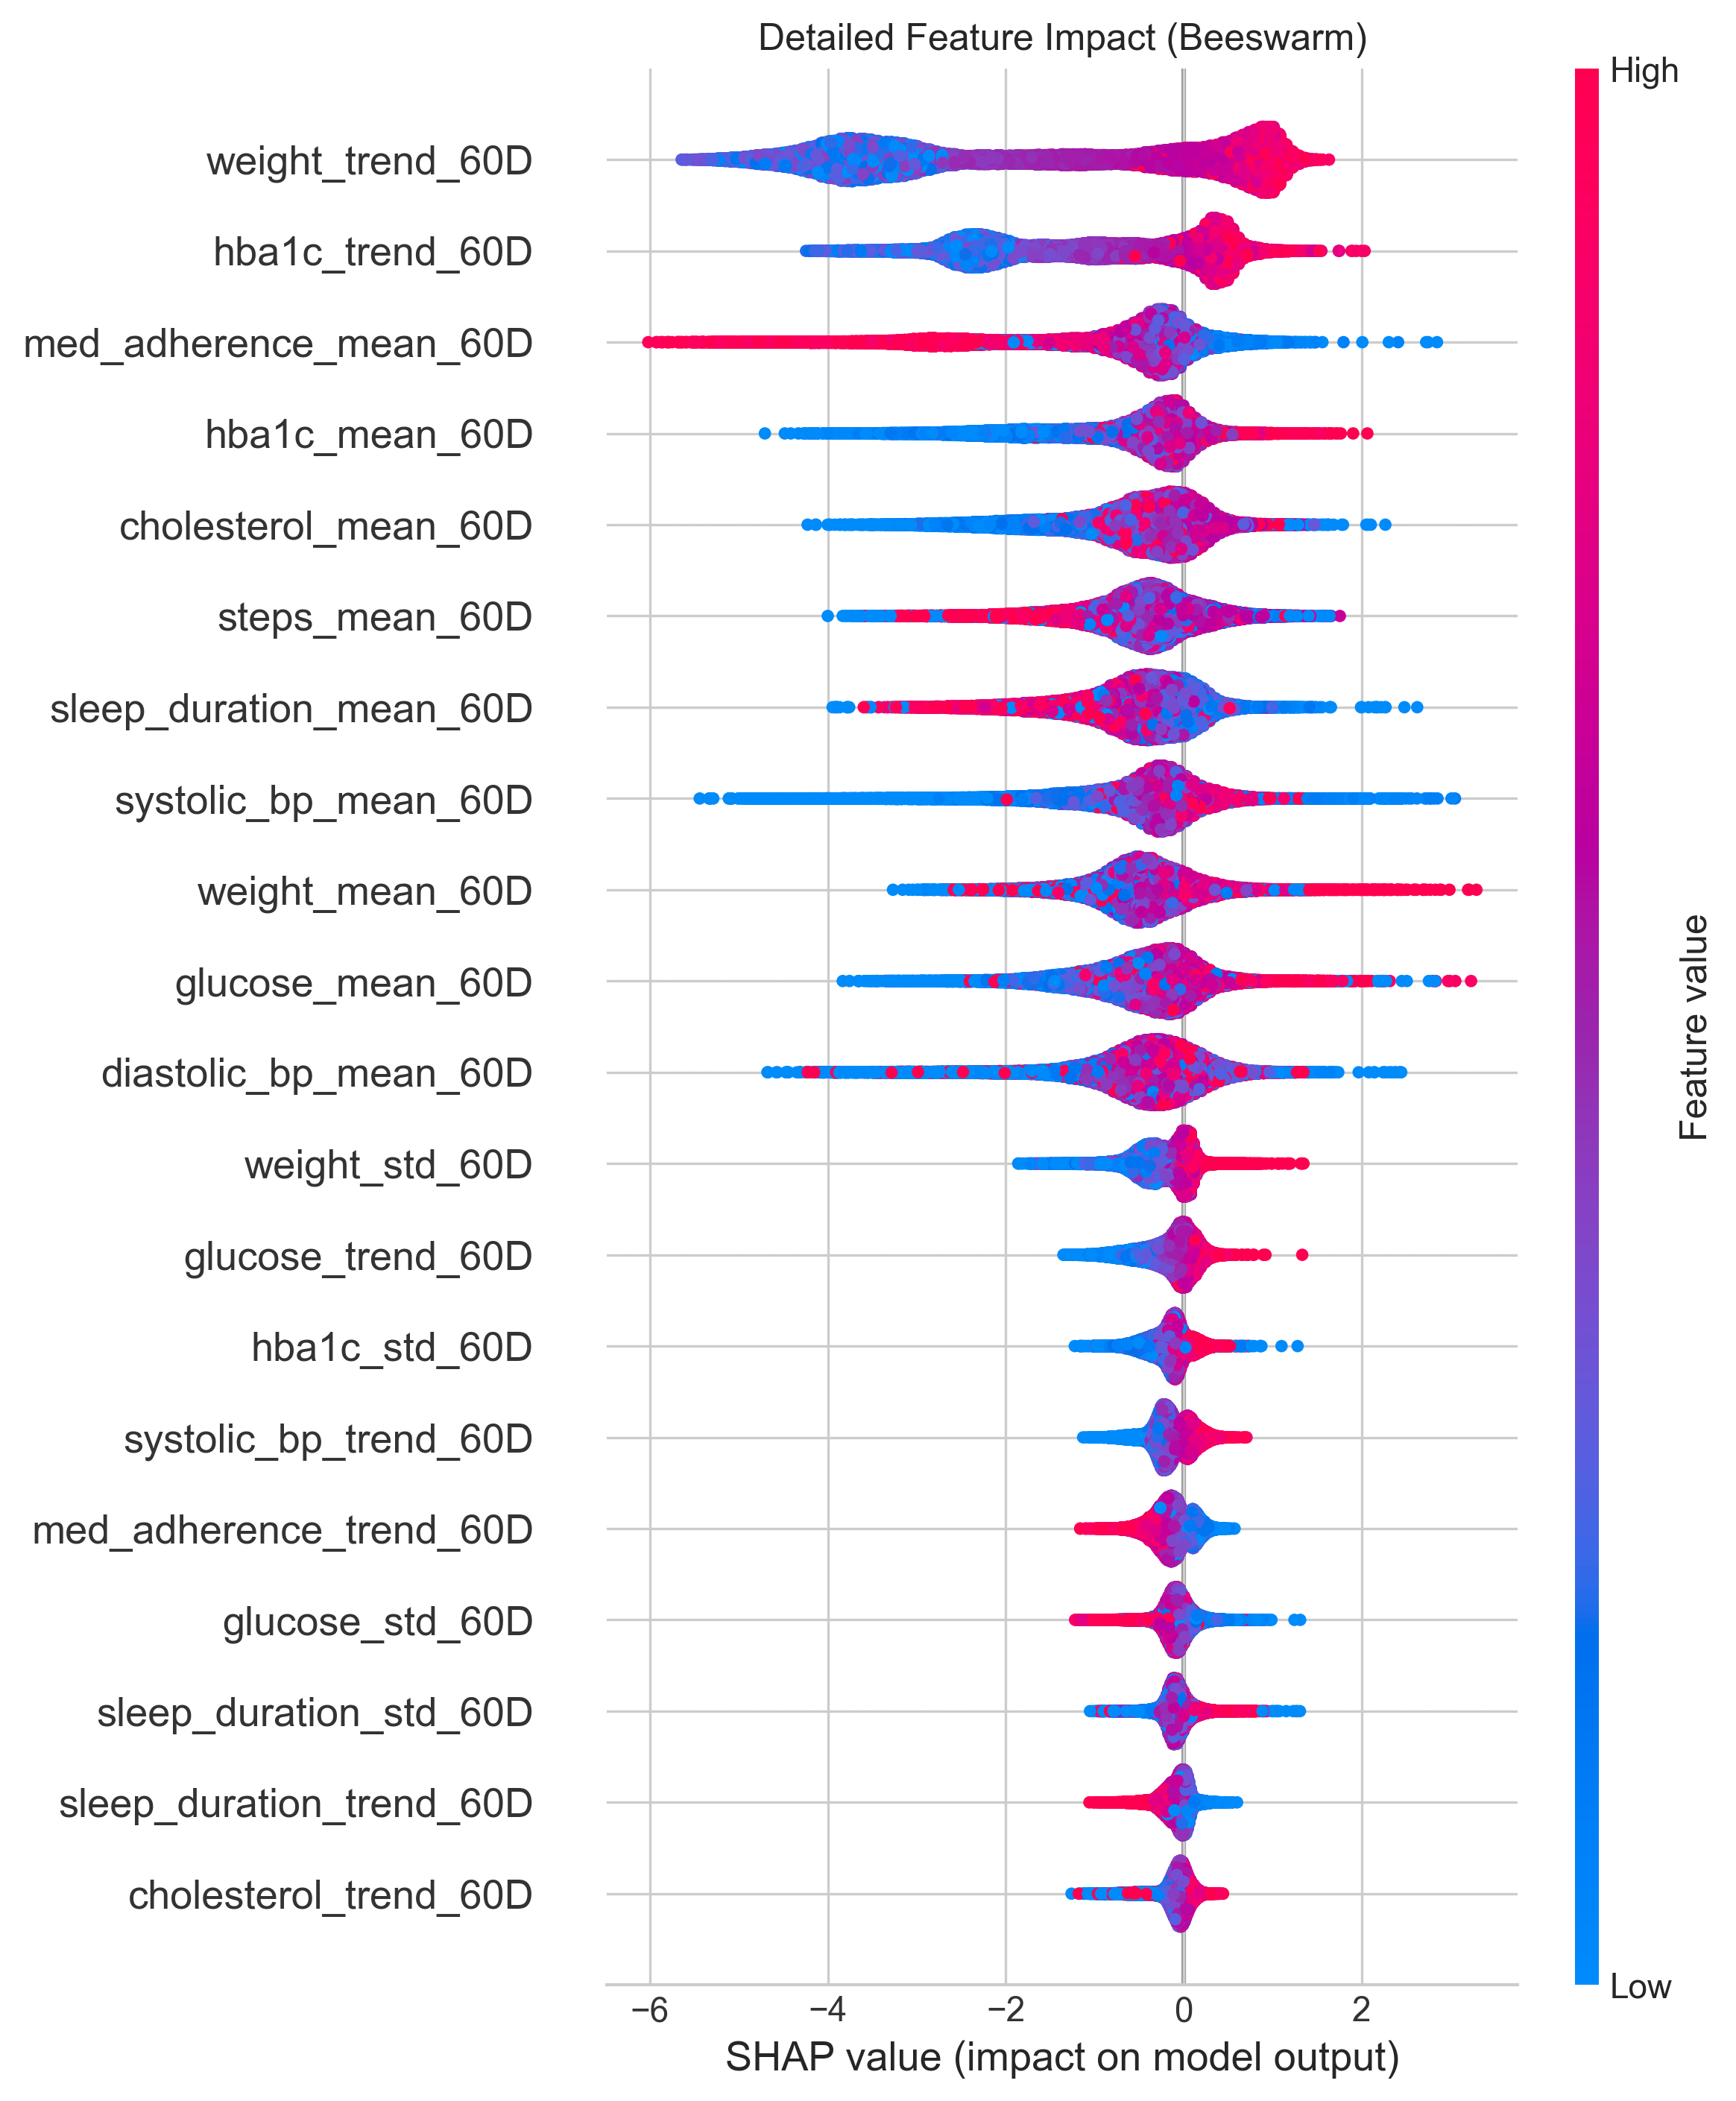 Detailed Feature Impact (Beeswarm)
High
weight_trend_60D
hba1c_trend_60D
med_adherence_mean_60D
hba1c_mean_60D
cholesterol_mean_60D
steps_mean_60D
sleep_duration_mean_60D
systolic_bp_mean_60D
weight_mean_60D
glucose_mean_60D
diastolic_bp_mean_60D
weight_std_60D
glucose_trend_60D
hba1c_std_60D
systolic_bp_trend_60D
med_adherence_trend_60D
glucose_std_60D
sleep_duration_std_60D
sleep_duration_trend_60D
cholesterol_trend_60D
Feature value
Low
−6 −4 −2 0 2
SHAP value (impact on model output)